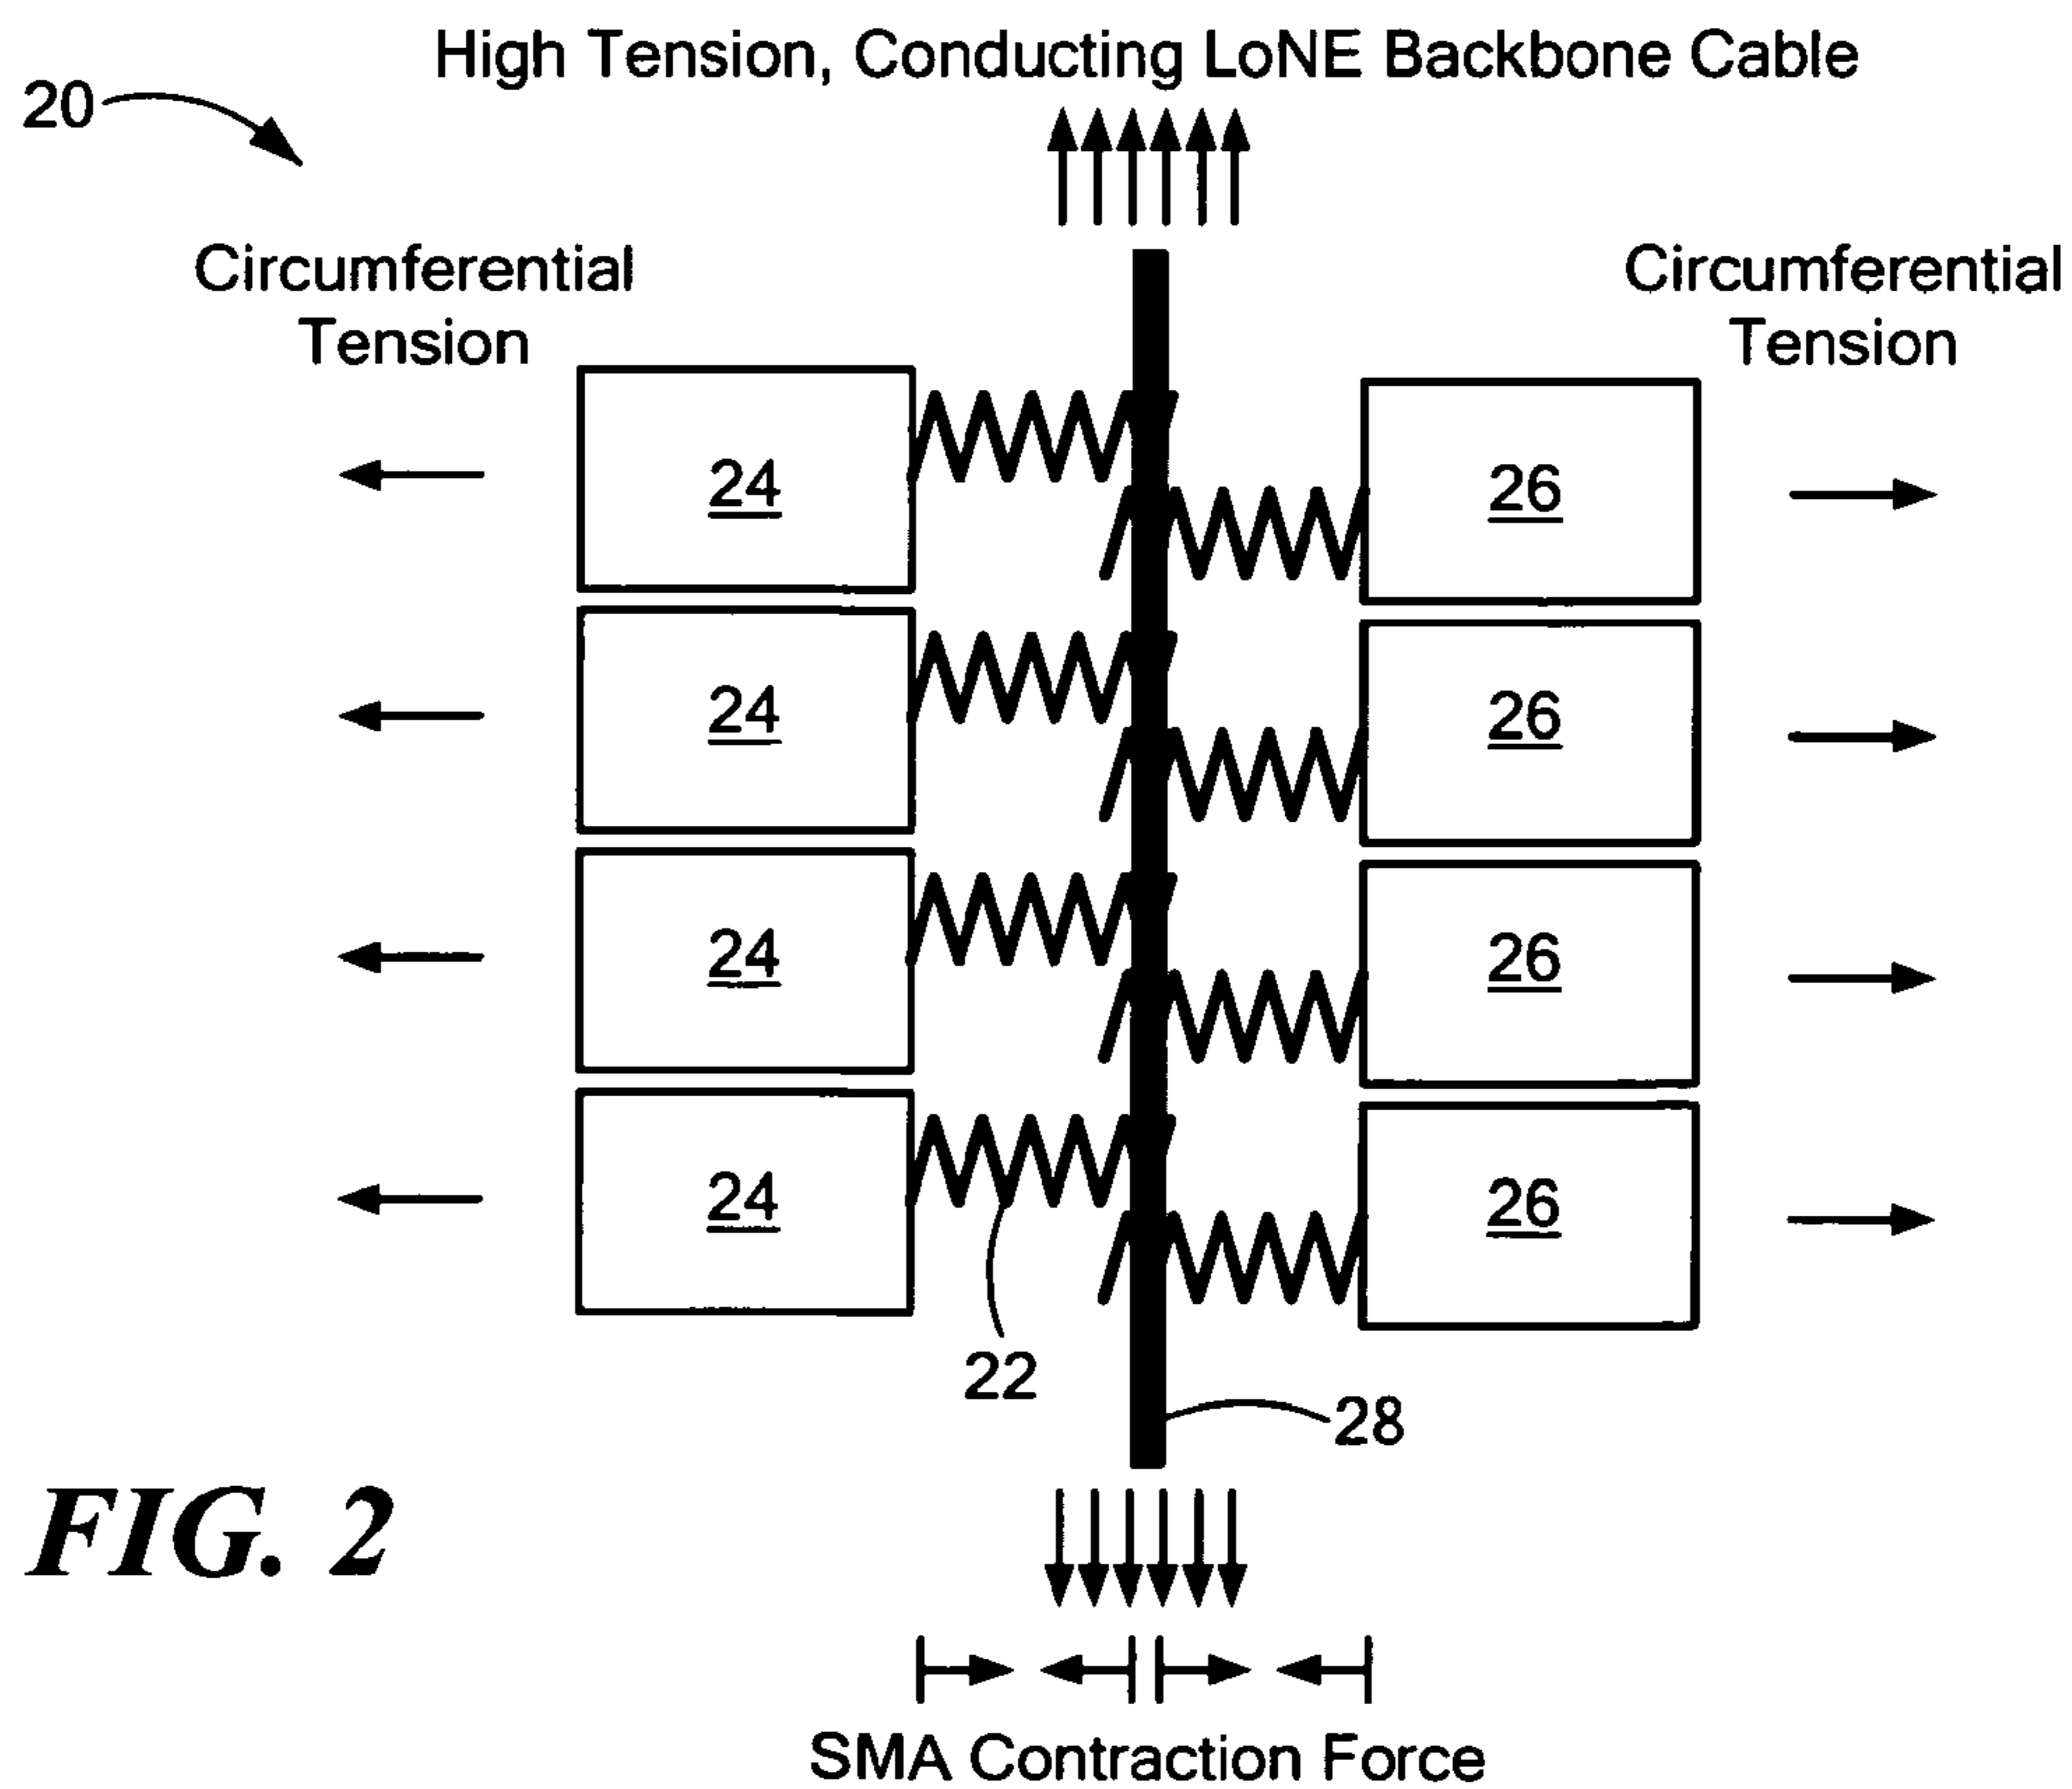 High Tension, Conducting LoNE Backbone Cable
20
Circumferential
Tension
Circumferential
Tension
24
26
24
26
24
26
24
26
22
28
FIG. 2
SMA Contraction Force